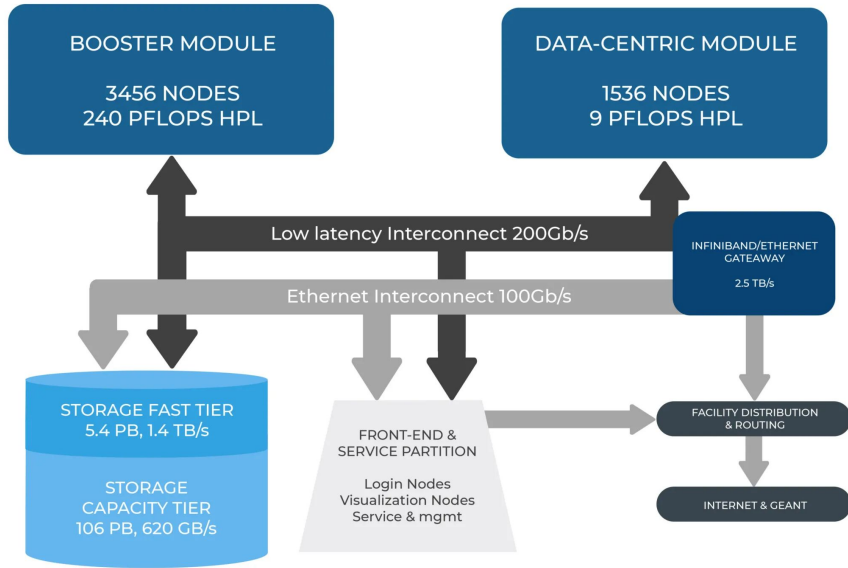 BOOSTER MODULE
3456 NODES
240 PFLOPS HPL
DATA-CENTRIC MODULE
1536 NODES
9 PFLOPS HPL
Low latency Interconnect 200Gb/s
INFINIBAND/ETHERNET
GATEAWAY
2.5 TB/s
Ethernet Interconnect 100Gb/s
STORAGE FAST TIER
5.4 PB, 1.4 TB/s
STORAGE
CAPACITY TIER
106 PB, 620 GB/s
FRONT-END &
SERVICE PARTITION
Login Nodes
Visualization Nodes
Service & mgmt
FACILITY DISTRIBUTION
& ROUTING
INTERNET & GEANT